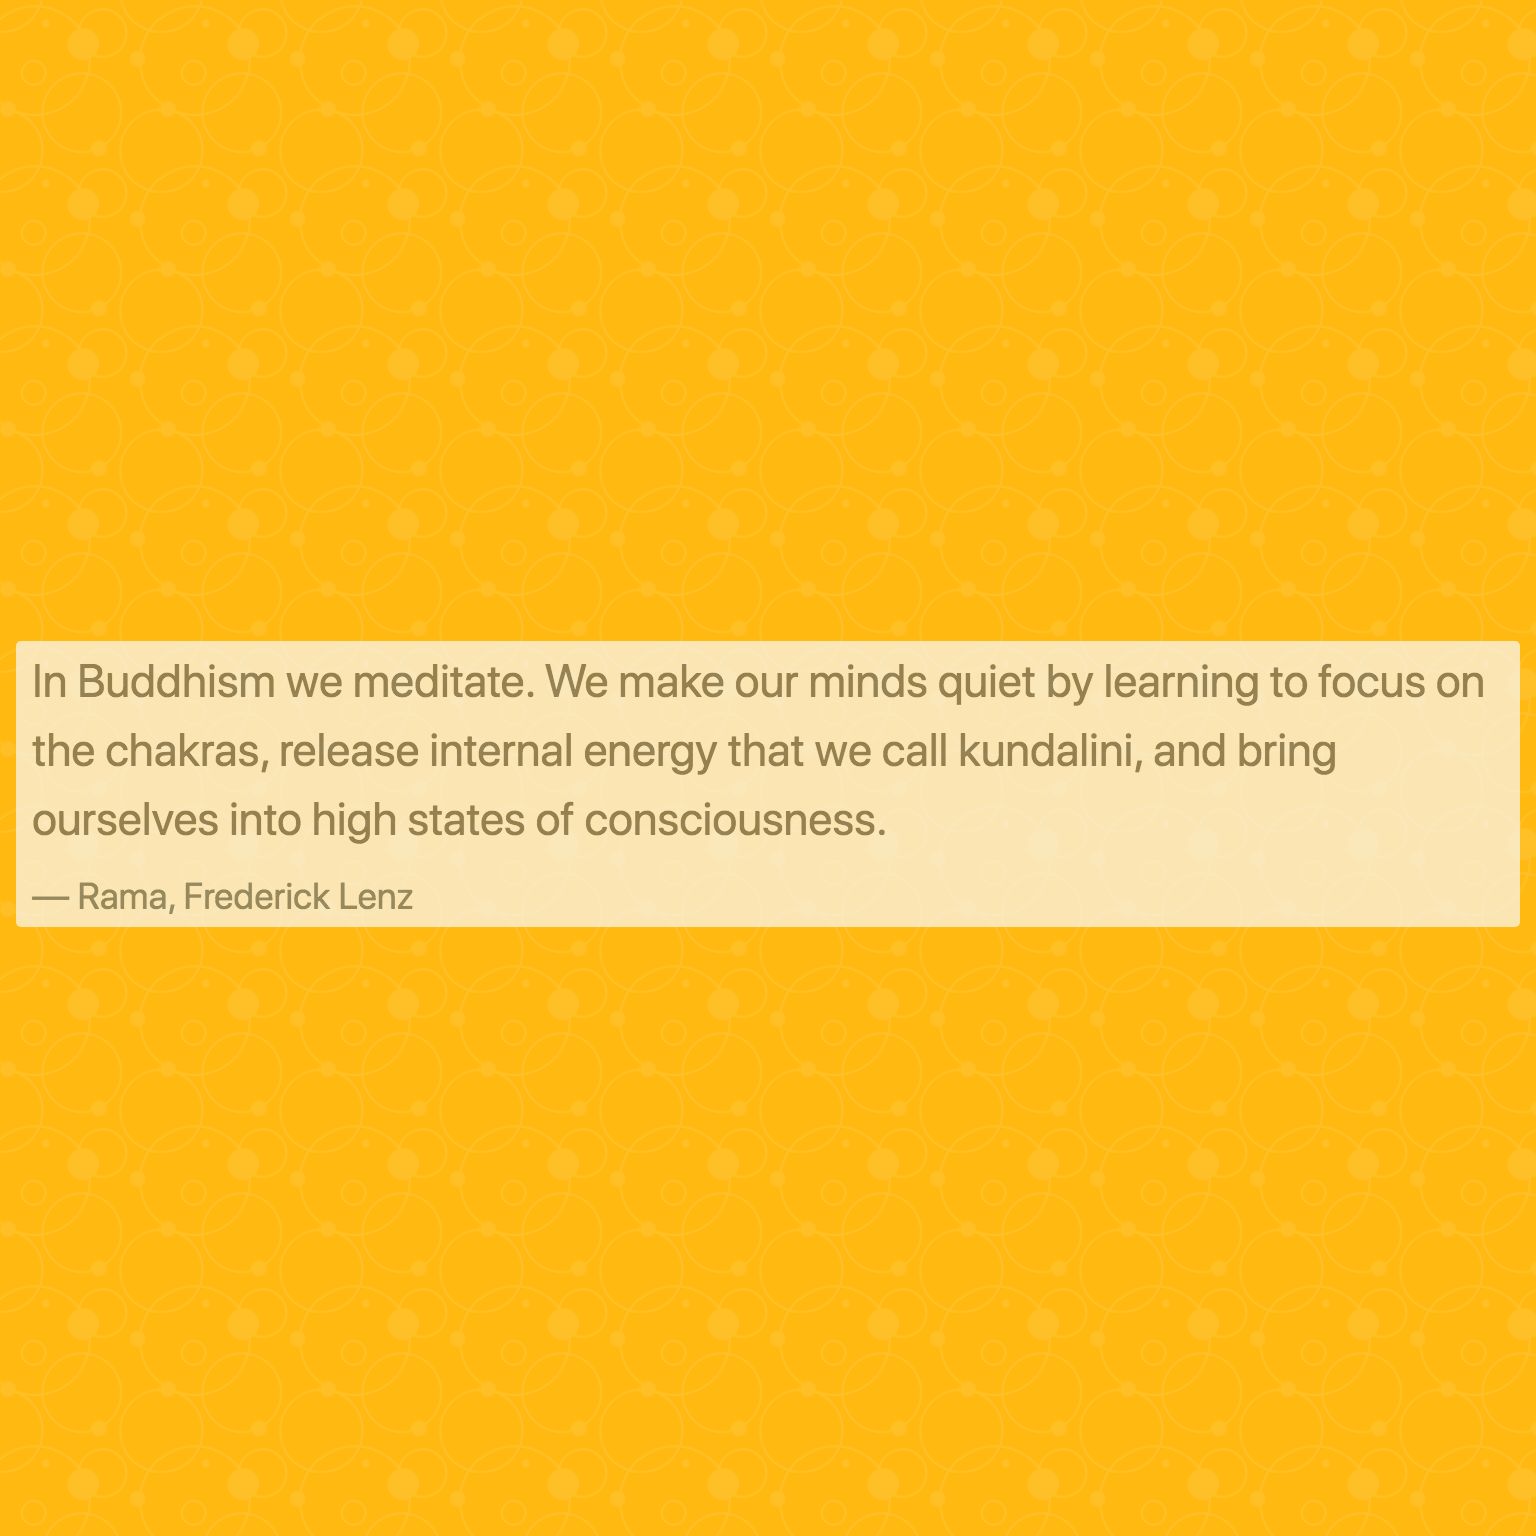 In Buddhism we meditate. We make our minds quiet by learning to focus on
the chakras, release internal energy that we call kundalini, and bring
ourselves into high states of consciousness.
— Rama, Frederick Lenz